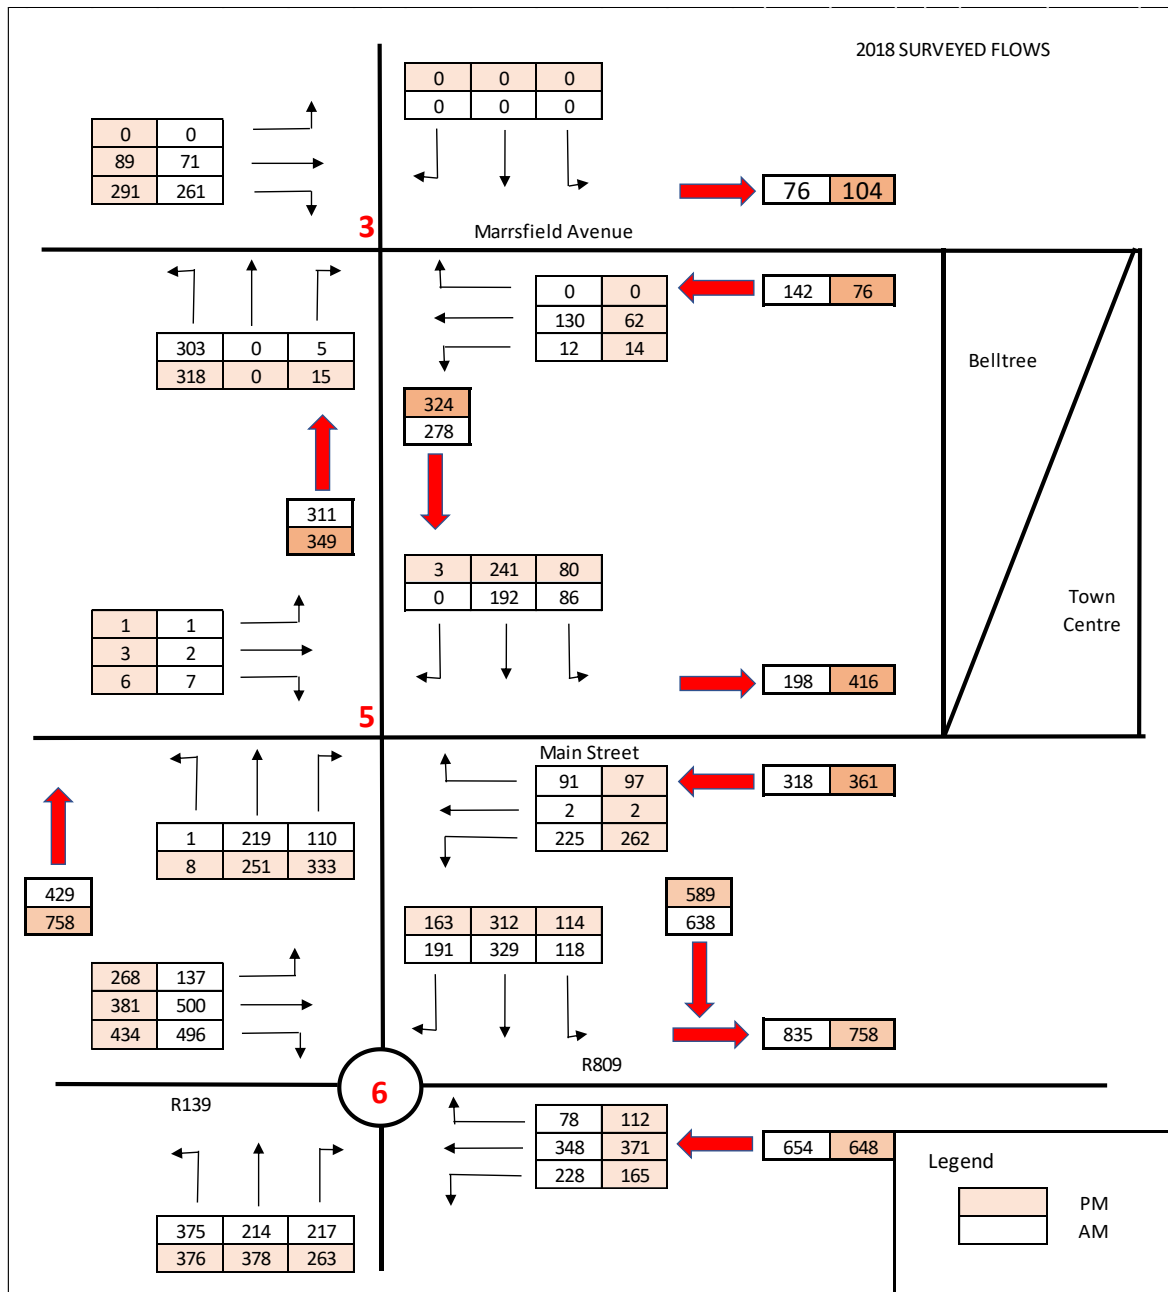 2018 SURVEYED FLOWS
0 0 0
0 0 0
0 0
89 71
291 261
76 104
3
Marrsfield Avenue
0 0
130 62
12 14
142 76
303 0 5
318 0 15
Belltree
324
278
311
349
3 241 80
0 192 86
Town
Centre
1 1
3 2
6 7
198 416
5
Main Street
91 97
2 2
225 262
318 361
1 219 110
8 251 333
429
758
589
638
163 312 114
191 329 118
268 137
381 500
434 496
835 758
R809
6
R139
78 112
348 371
228 165
654 648
Legend
PM
AM
375 214 217
376 378 263